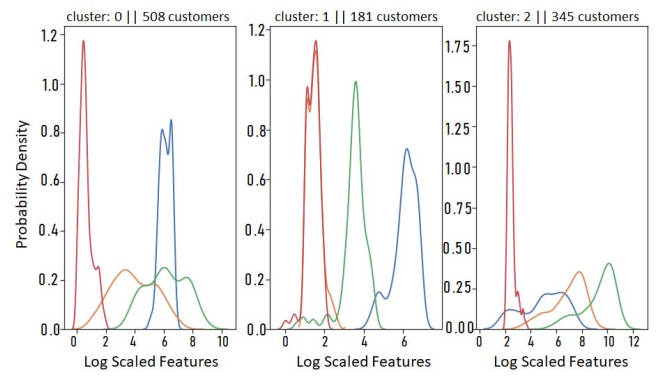 cluster: 0 || 508 customers
cluster: 1 || 181 customers
cluster: 2 || 345 customers
Probability Density
1.2
1.0
0.8
0.6
0.4
0.2
0.0
0 2 4 6 8 10
Log Scaled Features
1.2
1.0
0.8
0.6
0.4
0.2
0.0
0 2 4 6
Log Scaled Features
1.75
1.50
1.25
1.00
0.75
0.50
0.25
0.00
0 2 4 6 8 10 12
Log Scaled Features